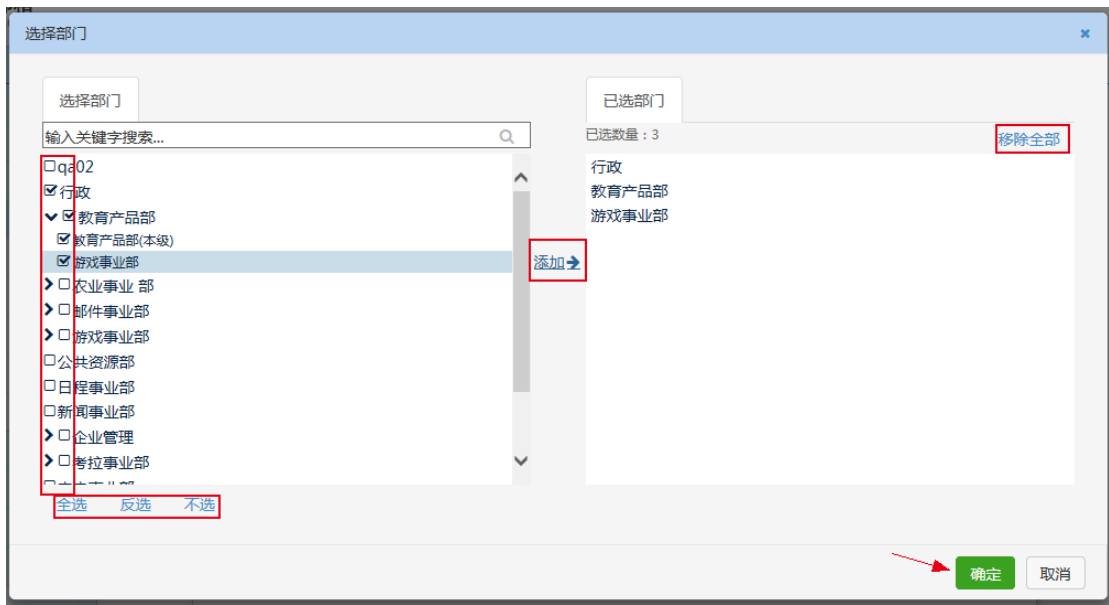 选择部门
选择部门
输入关键字搜索...
qa02
行政
教育产品部
教育产品部(本级)
游戏事业部
农业事业 部
邮件事业部
游戏事业部
公共资源部
日程事业部
新闻事业部
企业管理
考拉事业部
全选 反选 不选
添加
已选部门
已选数量：3
移除全部
行政
教育产品部
游戏事业部
确定
取消